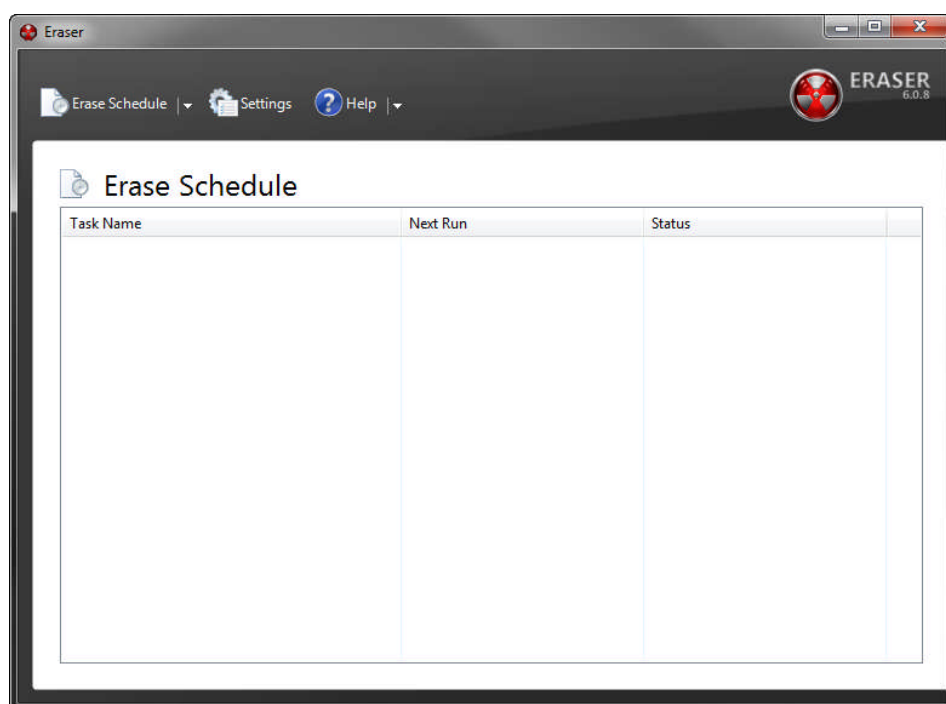 Eraser
Erase Schedule Settings ? Help
ERASER
6.0.8
Erase Schedule
Task Name Next Run Status